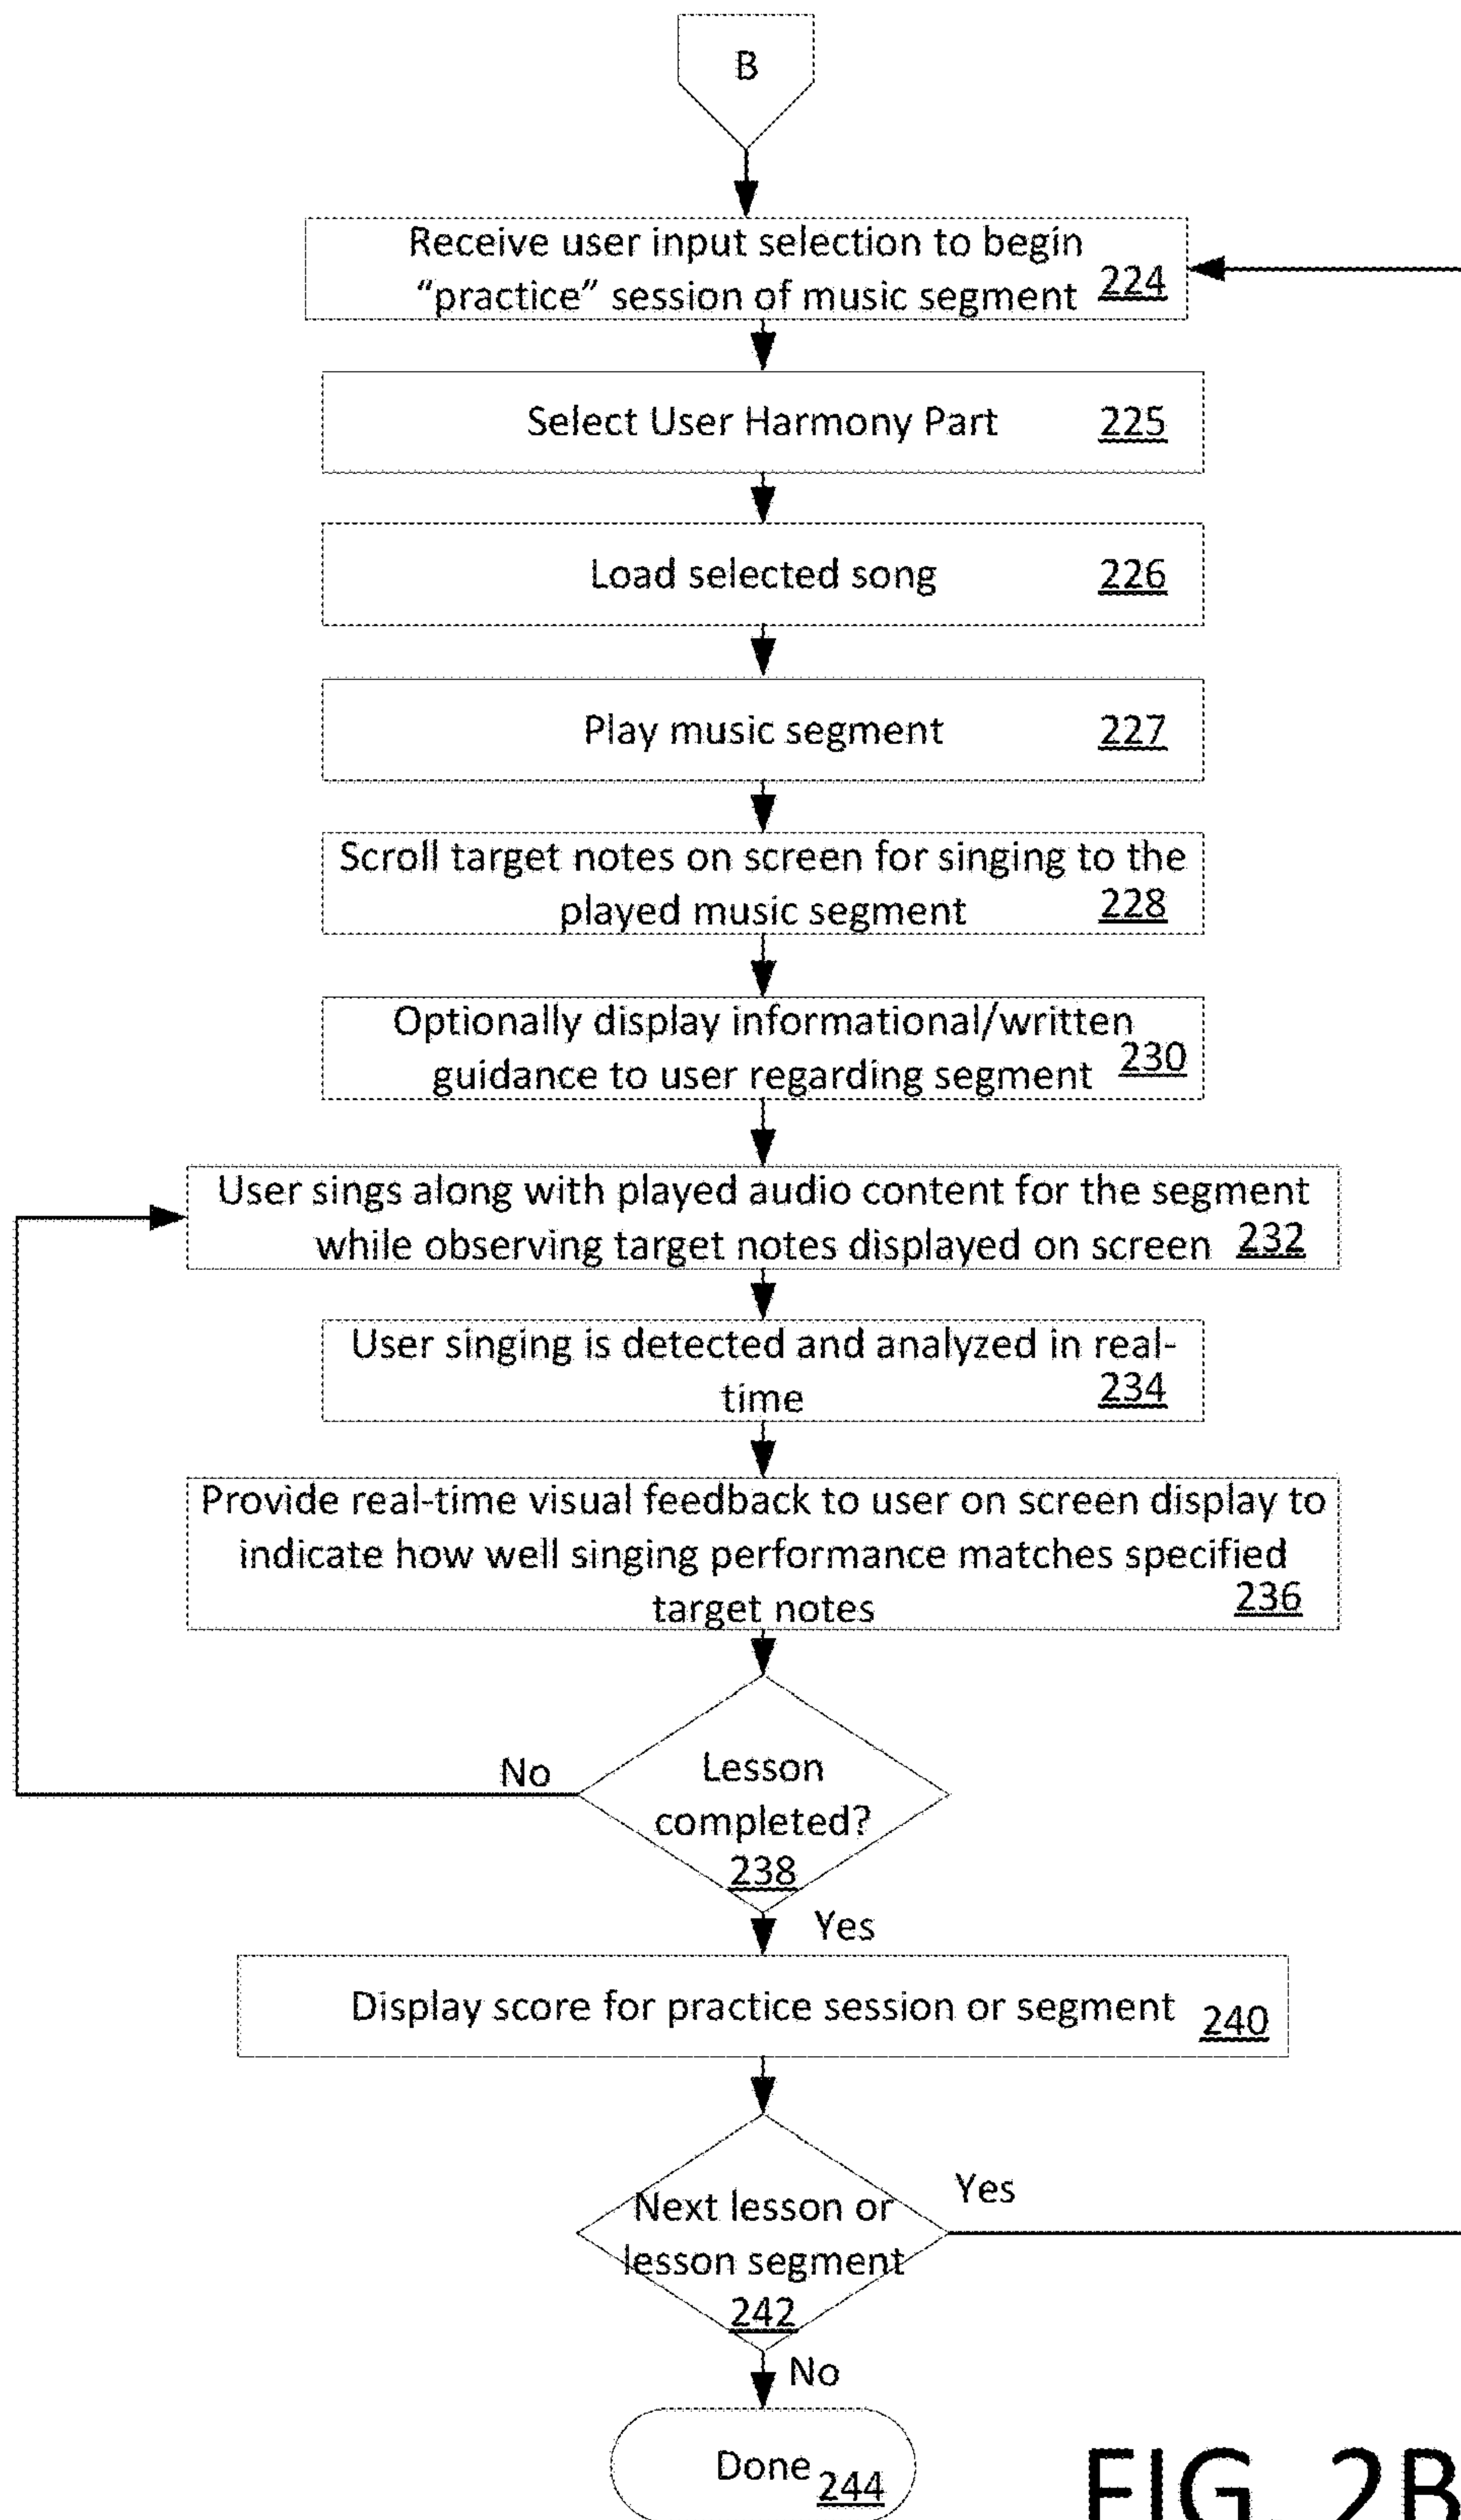 B
Receive user input selection to begin
“practice” session of music segment 224
Select User Harmony Part 225
Load selected song 226
Play music segment 227
Scroll target notes on screen for singing to the
played music segment 228
Optionally display informational/written
guidance to user regarding segment 230
User sings along with played audio content for the segment
while observing target notes displayed on screen 232
User singing is detected and analyzed in real-
time 234
Provide real-time visual feedback to user on screen display to
indicate how well singing performance matches specified
target notes 236
No
Lesson
completed?
238
Yes
Display score for practice session or segment 240
Yes
Next lesson or
lesson segment
242
No
Done 244
FIG. 2B